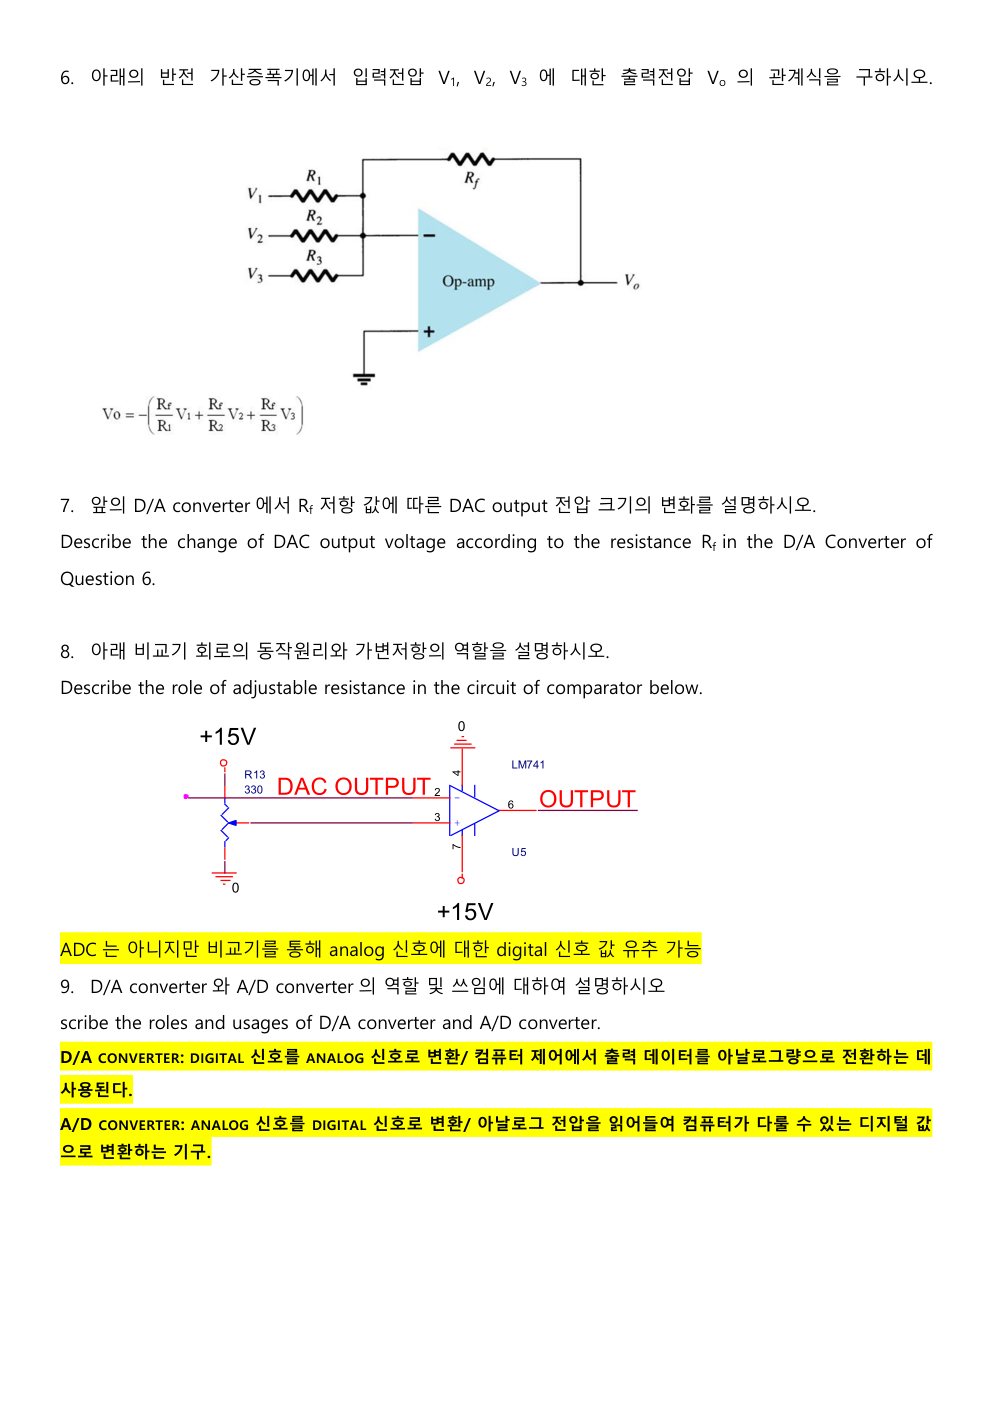 6. 아래의 반전 가산증폭기에서 입력전압 V1, V2, V3 에 대한 출력전압 Vo 의 관계식을 구하시오.
R1
Rf
V1
R2
V2
R3
V3
Op-amp
Vo
Vo = -(Rf/R1 V1 + Rf/R2 V2 + Rf/R3 V3)
7. 앞의 D/A converter 에서 Rf 저항 값에 따른 DAC output 전압 크기의 변화를 설명하시오.
Describe the change of DAC output voltage according to the resistance Rf in the D/A Converter of
Question 6.
8. 아래 비교기 회로의 동작원리와 가변저항의 역할을 설명하시오.
Describe the role of adjustable resistance in the circuit of comparator below.
0
+15V
LM741
R13
330
DAC OUTPUT
4
2
-
6
OUTPUT
3
+
7
U5
0
+15V
ADC 는 아니지만 비교기를 통해 analog 신호에 대한 digital 신호 값 유추 가능
9. D/A converter 와 A/D converter 의 역할 및 쓰임에 대하여 설명하시오
scribe the roles and usages of D/A converter and A/D converter.
D/A CONVERTER: DIGITAL 신호를 ANALOG 신호로 변환/ 컴퓨터 제어에서 출력 데이터를 아날로그량으로 전환하는 데
사용된다.
A/D CONVERTER: ANALOG 신호를 DIGITAL 신호로 변환/ 아날로그 전압을 읽어들여 컴퓨터가 다룰 수 있는 디지털 값
으로 변환하는 기구.